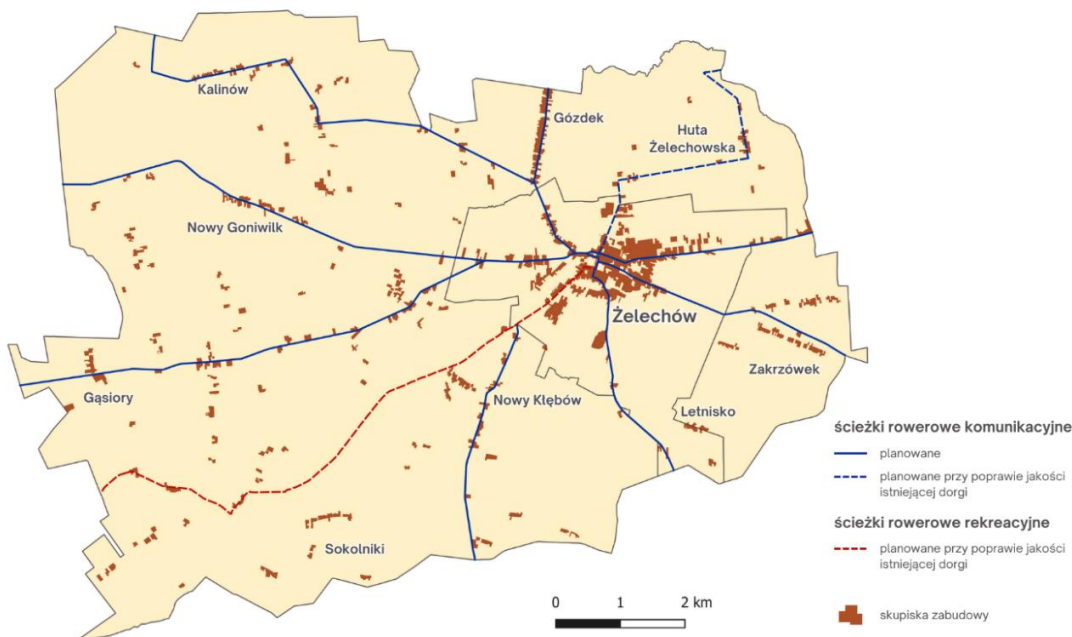 Kalinów
Gózdek
Huta
Żelechowska
Nowy Goniwilk
Żelechów
Zakrzówek
Gąsiory
Nowy Kłębów
Letnisko
Sokolniki
0 1 2 km
ścieżki rowerowe komunikacyjne
planowane
planowane przy poprawie jakości
istniejącej dorgi
ścieżki rowerowe rekreacyjne
planowane przy poprawie jakości
istniejącej dorgi
skupiska zabudowy